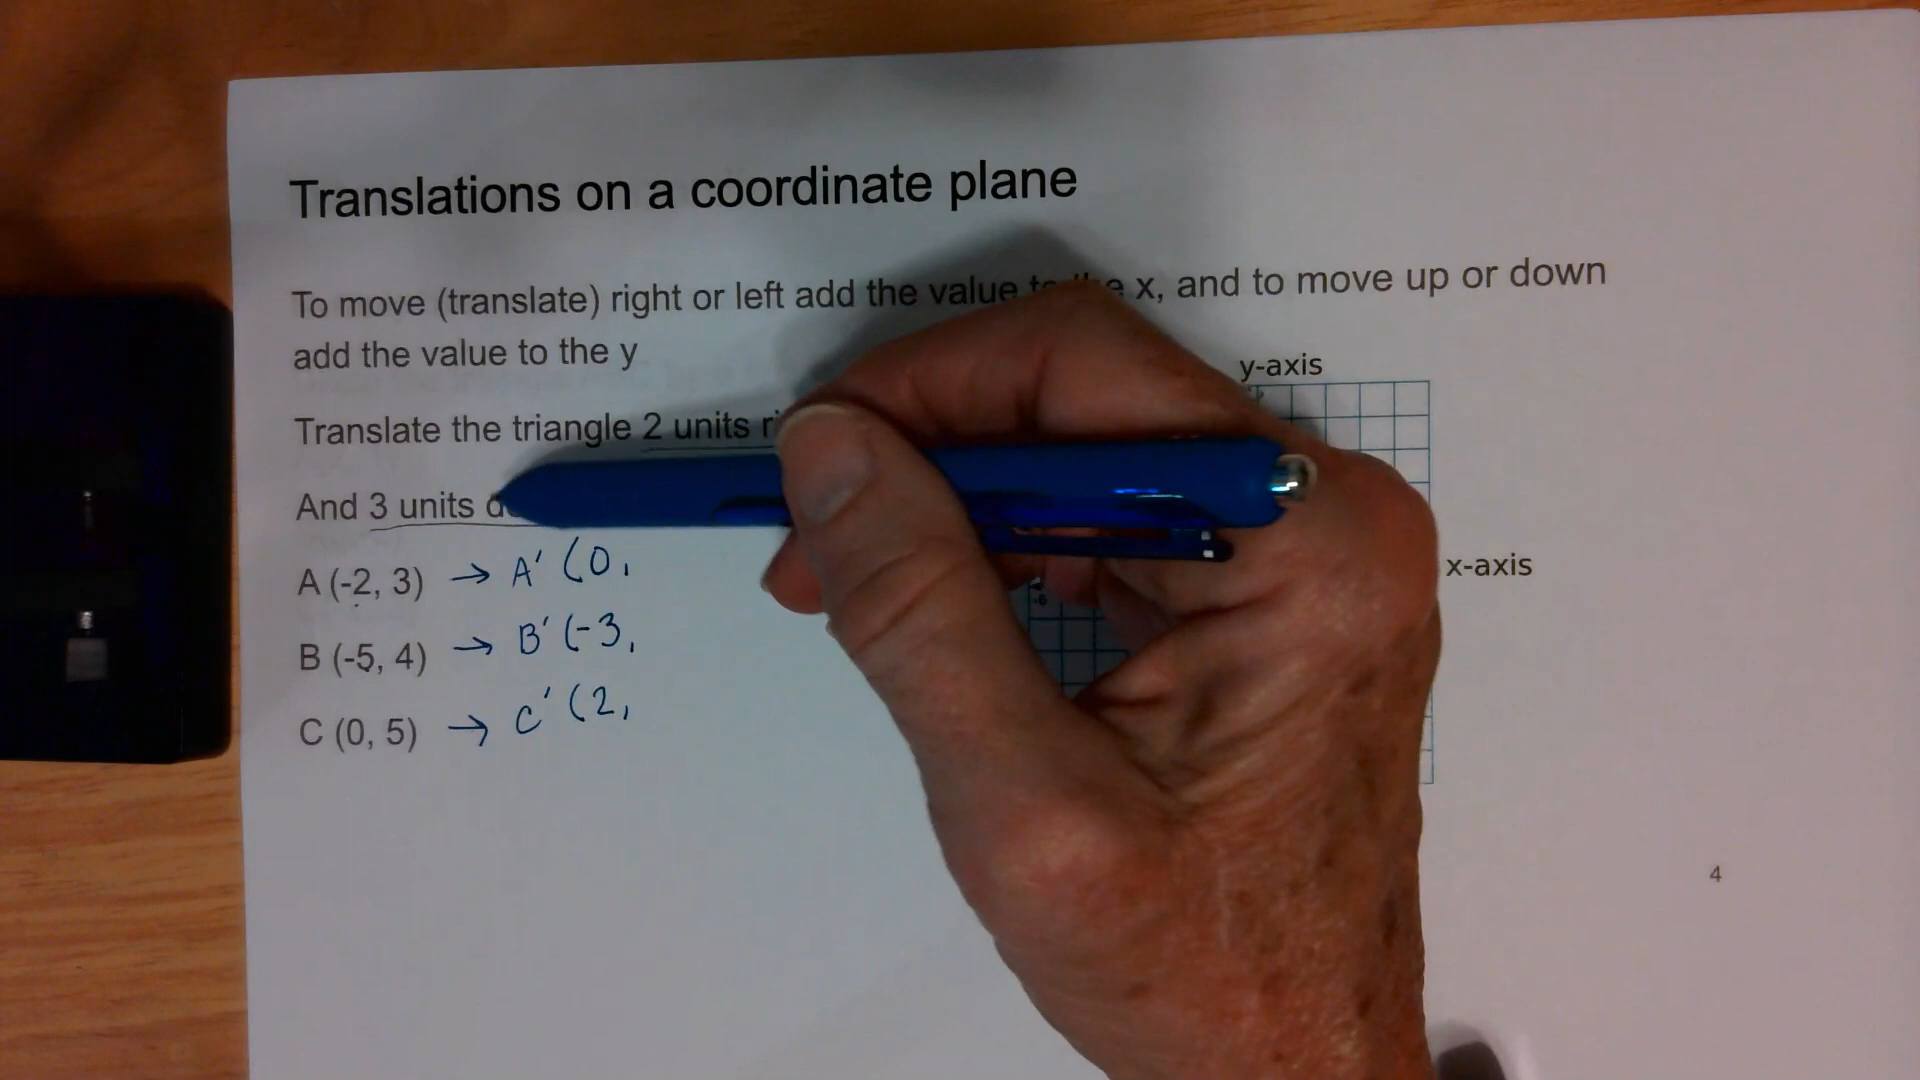 Translations on a coordinate plane
To move (translate) right or left add the value x, and to move up or down
add the value to the y
y-axis
Translate the triangle 2 units
And 3 units
A (-2, 3) → A' (0,
x-axis
-6
B (-5, 4) → B' (-3,
C (0, 5) → C' (2,
4